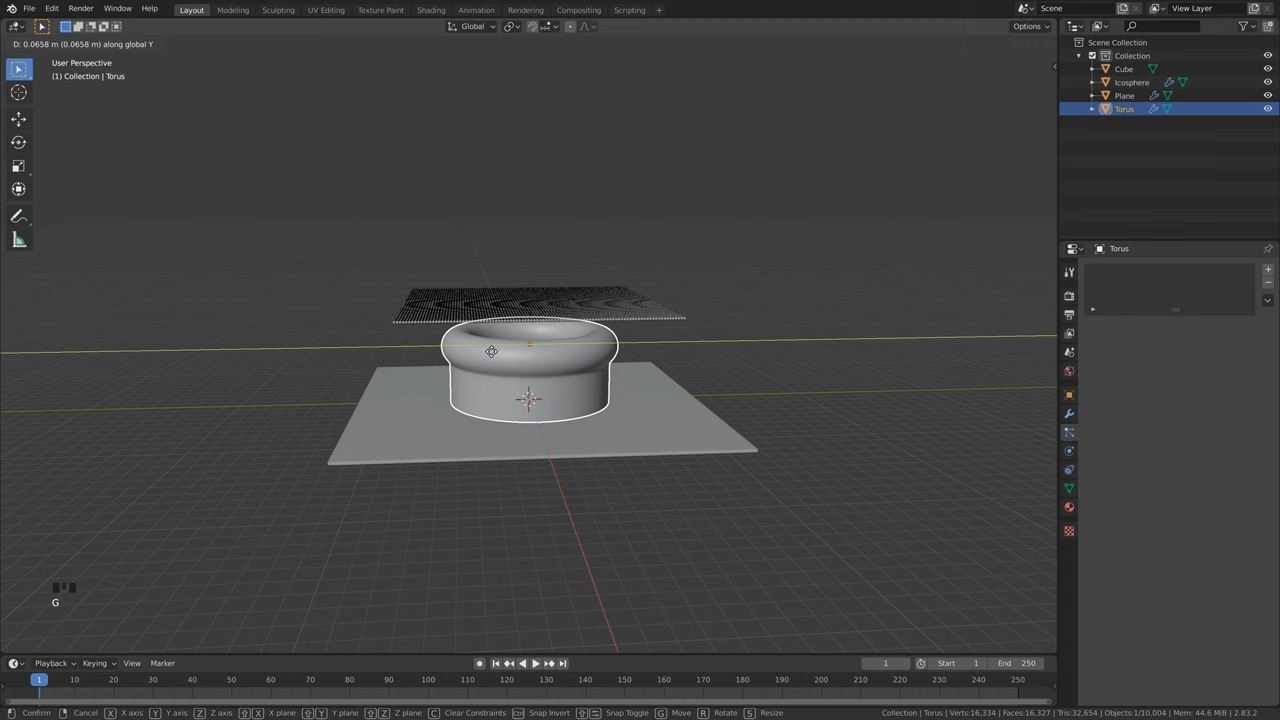 File Edit Render Window Help
Layout Modeling Sculpting UV Editing Texture Paint Shading Animation Rendering Compositing Scripting +
Scene
View Layer
Global
Options
D: 0.0658 m (0.0658 m) along global Y
User Perspective
(1) Collection | Torus
Scene Collection
Collection
Cube
Icosphere
Plane
Torus
Torus
G
Playback Keying View Marker
1 Start 1 End 250
1 10 20 30 40 50 60 70 80 90 100 110 120 130 140 150 160 170 180 190 200 210 220 230 240 250
Confirm Cancel X X axis Y Y axis Z Z axis X X plane Y Y plane Z Z plane C Clear Constraints Ctrl Snap Invert Snap Toggle G Move R Rotate S Resize
Collection | Torus | Verts:16,334 | Faces:16,327 | Tris:32,654 | Objects:1/10,004 | Mem: 44.6 MiB | 2.83.2